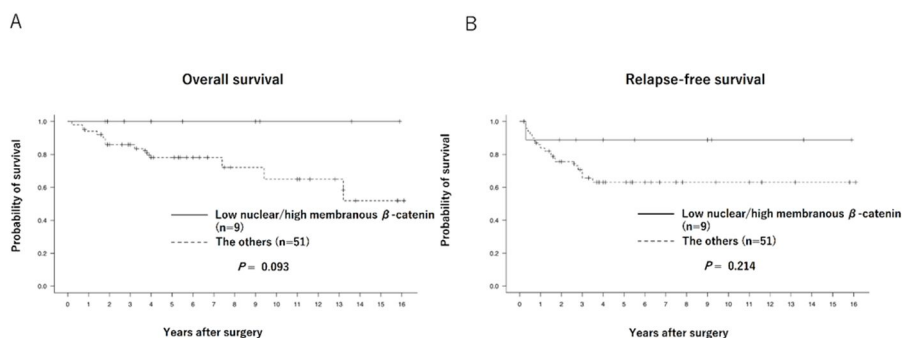 A
Overall survival
Probability of survival
1.0
0.8
0.6
0.4
0.2
0.0
Low nuclear/high membranous β-catenin
(n=9)
The others (n=51)
P = 0.093
0 1 2 3 4 5 6 7 8 9 10 11 12 13 14 15 16
Years after surgery
B
Relapse-free survival
Probability of survival
1.0
0.8
0.6
0.4
0.2
0.0
Low nuclear/high membranous β-catenin
(n=9)
The others (n=51)
P = 0.214
0 1 2 3 4 5 6 7 8 9 10 11 12 13 14 15 16
Years after surgery